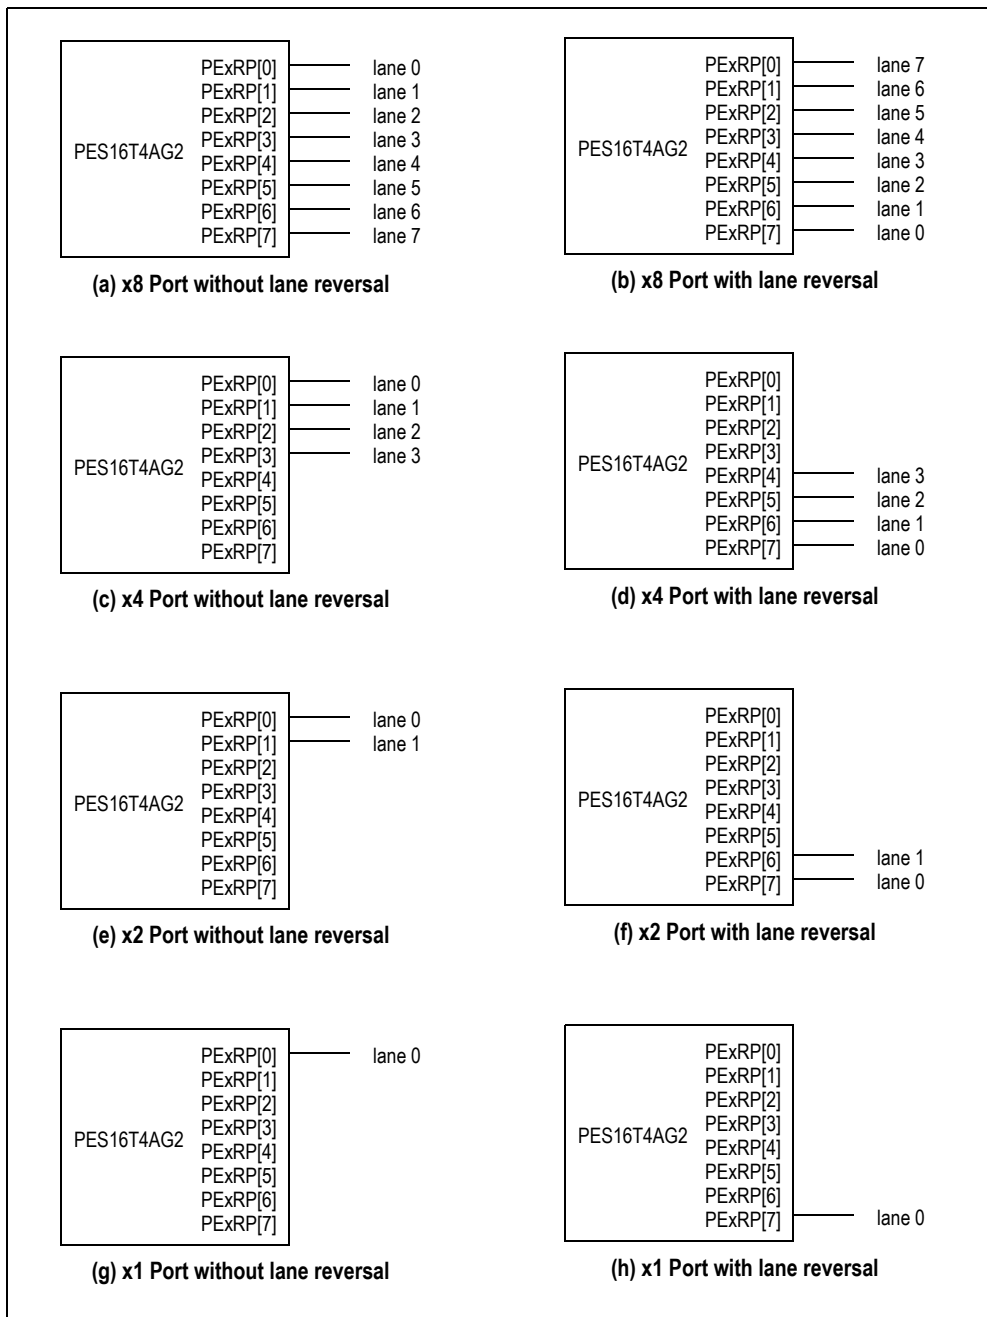 PExRP[0] lane 0
PExRP[1] lane 1
PExRP[2] lane 2
PExRP[3] lane 3
PES16T4AG2
PExRP[4] lane 4
PExRP[5] lane 5
PExRP[6] lane 6
PExRP[7] lane 7
(a) x8 Port without lane reversal
PExRP[0] lane 7
PExRP[1] lane 6
PExRP[2] lane 5
PExRP[3] lane 4
PES16T4AG2
PExRP[4] lane 3
PExRP[5] lane 2
PExRP[6] lane 1
PExRP[7] lane 0
(b) x8 Port with lane reversal
PExRP[0] lane 0
PExRP[1] lane 1
PExRP[2] lane 2
PExRP[3] lane 3
PES16T4AG2
PExRP[4]
PExRP[5]
PExRP[6]
PExRP[7]
(c) x4 Port without lane reversal
PExRP[0]
PExRP[1]
PExRP[2]
PExRP[3]
PES16T4AG2
PExRP[4] lane 3
PExRP[5] lane 2
PExRP[6] lane 1
PExRP[7] lane 0
(d) x4 Port with lane reversal
PExRP[0] lane 0
PExRP[1] lane 1
PExRP[2]
PExRP[3]
PES16T4AG2
PExRP[4]
PExRP[5]
PExRP[6]
PExRP[7]
(e) x2 Port without lane reversal
PExRP[0]
PExRP[1]
PExRP[2]
PExRP[3]
PES16T4AG2
PExRP[4]
PExRP[5]
PExRP[6] lane 1
PExRP[7] lane 0
(f) x2 Port with lane reversal
PExRP[0] lane 0
PExRP[1]
PExRP[2]
PExRP[3]
PES16T4AG2
PExRP[4]
PExRP[5]
PExRP[6]
PExRP[7]
(g) x1 Port without lane reversal
PExRP[0]
PExRP[1]
PExRP[2]
PExRP[3]
PES16T4AG2
PExRP[4]
PExRP[5]
PExRP[6]
PExRP[7] lane 0
(h) x1 Port with lane reversal